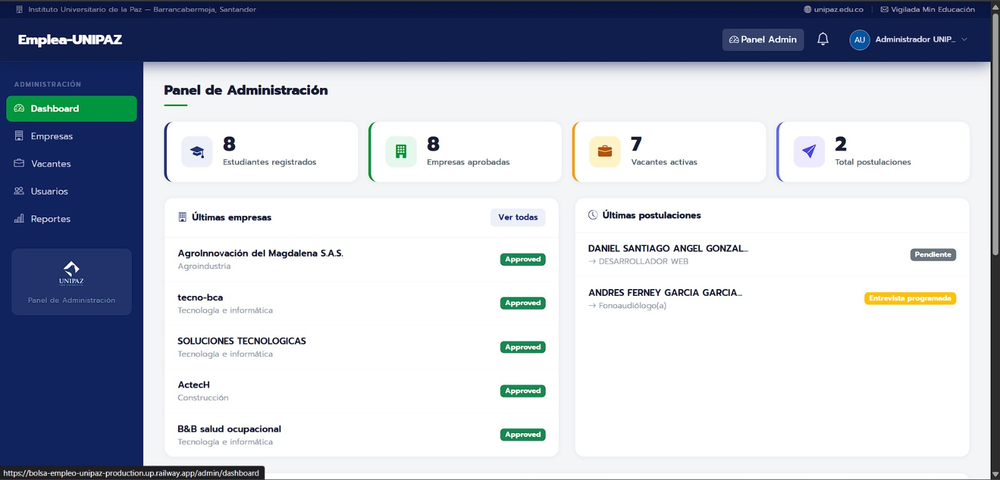 Instituto Universitario de la Paz — Barrancabermeja, Santander
unipaz.edu.co | Vigilada Min Educación
Emplea-UNIPAZ
Panel Admin
AU Administrador UNIP...
ADMINISTRACIÓN
Dashboard
Empresas
Vacantes
Usuarios
Reportes
UNIPAZ
Panel de Administración
Panel de Administración
8
Estudiantes registrados
8
Empresas aprobadas
7
Vacantes activas
2
Total postulaciones
Últimas empresas
Ver todas
AgroInnovación del Magdalena S.A.S.
Agroindustria
Approved
tecno-bca
Tecnología e informática
Approved
SOLUCIONES TECNOLOGICAS
Tecnología e informática
Approved
ActecH
Construcción
Approved
B&B salud ocupacional
Tecnología e informática
Approved
Últimas postulaciones
DANIEL SANTIAGO ANGEL GONZAL...
→ DESARROLLADOR WEB
Pendiente
ANDRES FERNEY GARCIA GARCIA...
→ Fonoaudiólogo(a)
Entrevista programada
https://bolsa-empleo-unipaz-production.up.railway.app/admin/dashboard